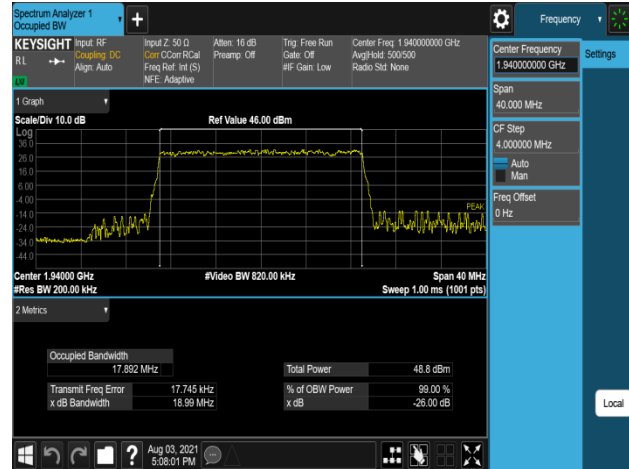 Spectrum Analyzer 1
Occupied BW
Frequency
KEYSIGHT
RL
LW
Input: RF
Coupling: DC
Align: Auto
Input Z: 50 Ω
Corr CCorr RCal
Freq Ref: Int (S)
NFE: Adaptive
Atten: 16 dB
Preamp: Off
Trig: Free Run
Gate: Off
#IF Gain: Low
Center Freq: 1.940000000 GHz
Avg|Hold: 500/500
Radio Std: None
Center Frequency
1.940000000 GHz
Settings
Span
40.000 MHz
CF Step
4.000000 MHz
Auto
Man
Freq Offset
0 Hz
Local
1 Graph
Scale/Div 10.0 dB
Ref Value 46.00 dBm
Log
36.0
26.0
16.0
6.00
-4.00
-14.0
-24.0
-34.0
-44.0
PEAK
Center 1.94000 GHz
#Video BW 820.00 kHz
Span 40 MHz
#Res BW 200.00 kHz
Sweep 1.00 ms (1001 pts)
2 Metrics
Occupied Bandwidth
17.892 MHz
Total Power 48.8 dBm
Transmit Freq Error 17.745 kHz
% of OBW Power 99.00 %
x dB Bandwidth 18.99 MHz
x dB -26.00 dB
?
Aug 03, 2021
5:08:01 PM